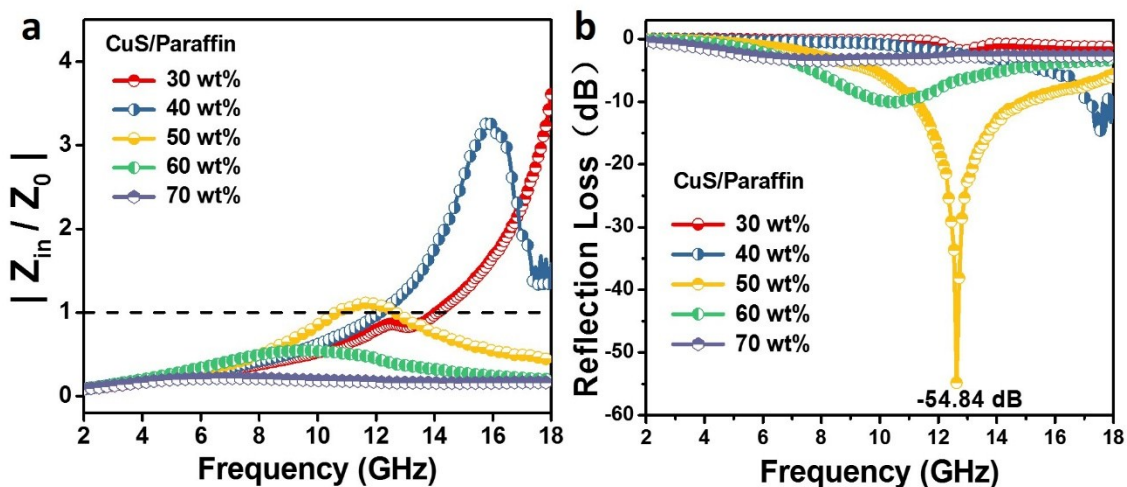 a
CuS/Paraffin
30 wt%
40 wt%
50 wt%
60 wt%
70 wt%
| Z_in / Z_0 |
4
3
2
1
0
2 4 6 8 10 12 14 16 18
Frequency (GHz)
b
0
-10
-20
-30
-40
-50
-60
Reflection Loss (dB)
CuS/Paraffin
30 wt%
40 wt%
50 wt%
60 wt%
70 wt%
-54.84 dB
2 4 6 8 10 12 14 16 18
Frequency (GHz)